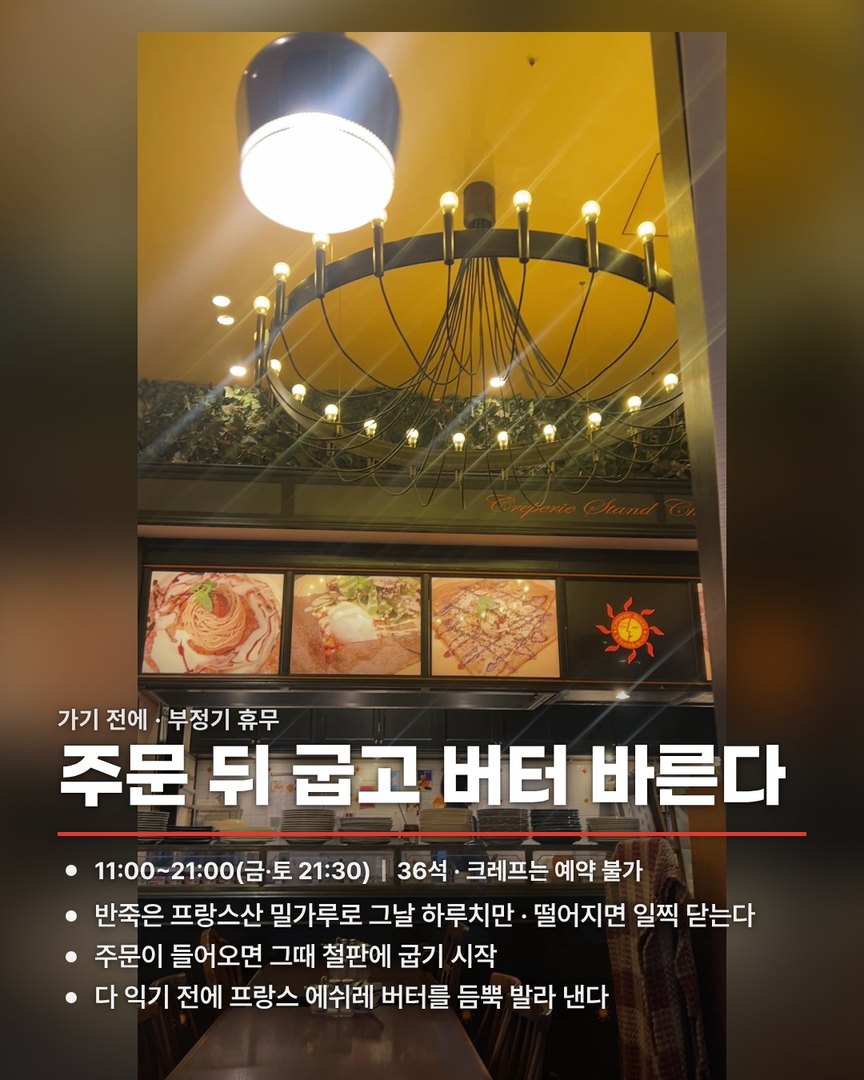 Creperie Stand
가기 전에 · 부정기 휴무
주문 뒤 굽고 버터 바른다
11:00~21:00(금·토 21:30) | 36석 · 크레프는 예약 불가
반죽은 프랑스산 밀가루로 그날 하루치만 · 떨어지면 일찍 닫는다
주문이 들어오면 그때 철판에 굽기 시작
다 익기 전에 프랑스 에쉬레 버터를 듬뿍 발라 낸다